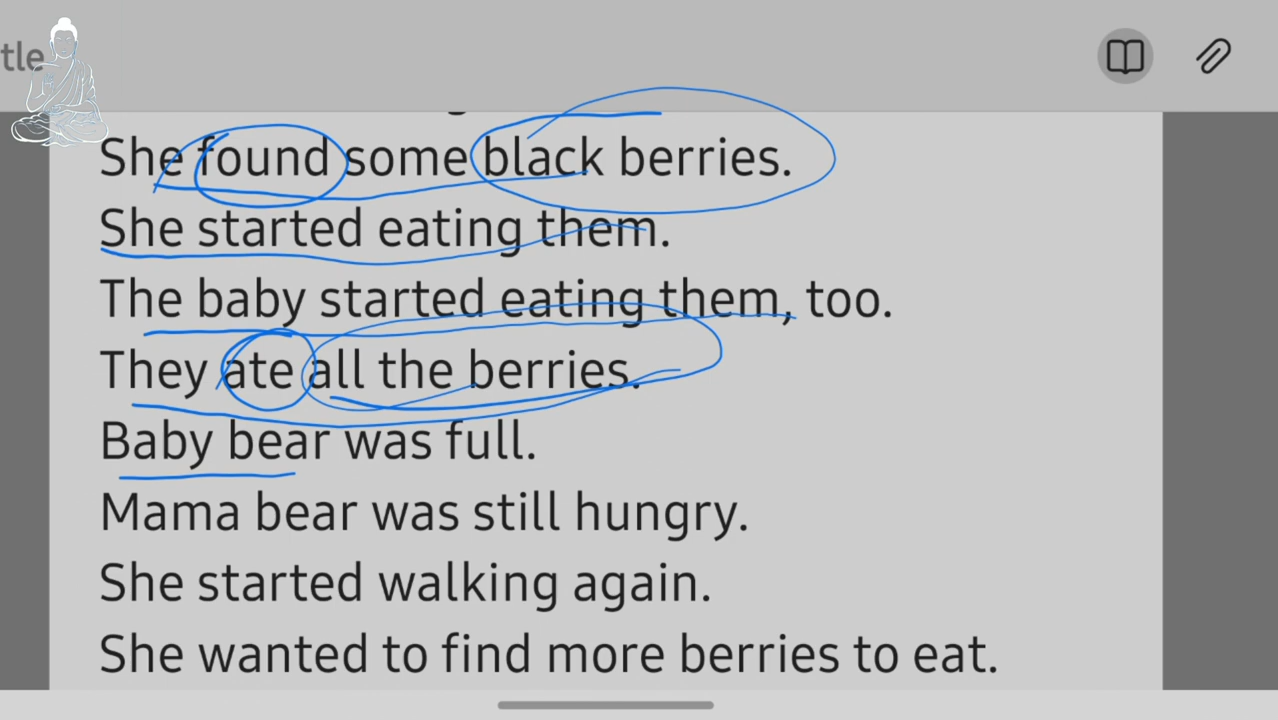 tle
She found some black berries.
She started eating them.
The baby started eating them, too.
They ate all the berries.
Baby bear was full.
Mama bear was still hungry.
She started walking again.
She wanted to find more berries to eat.